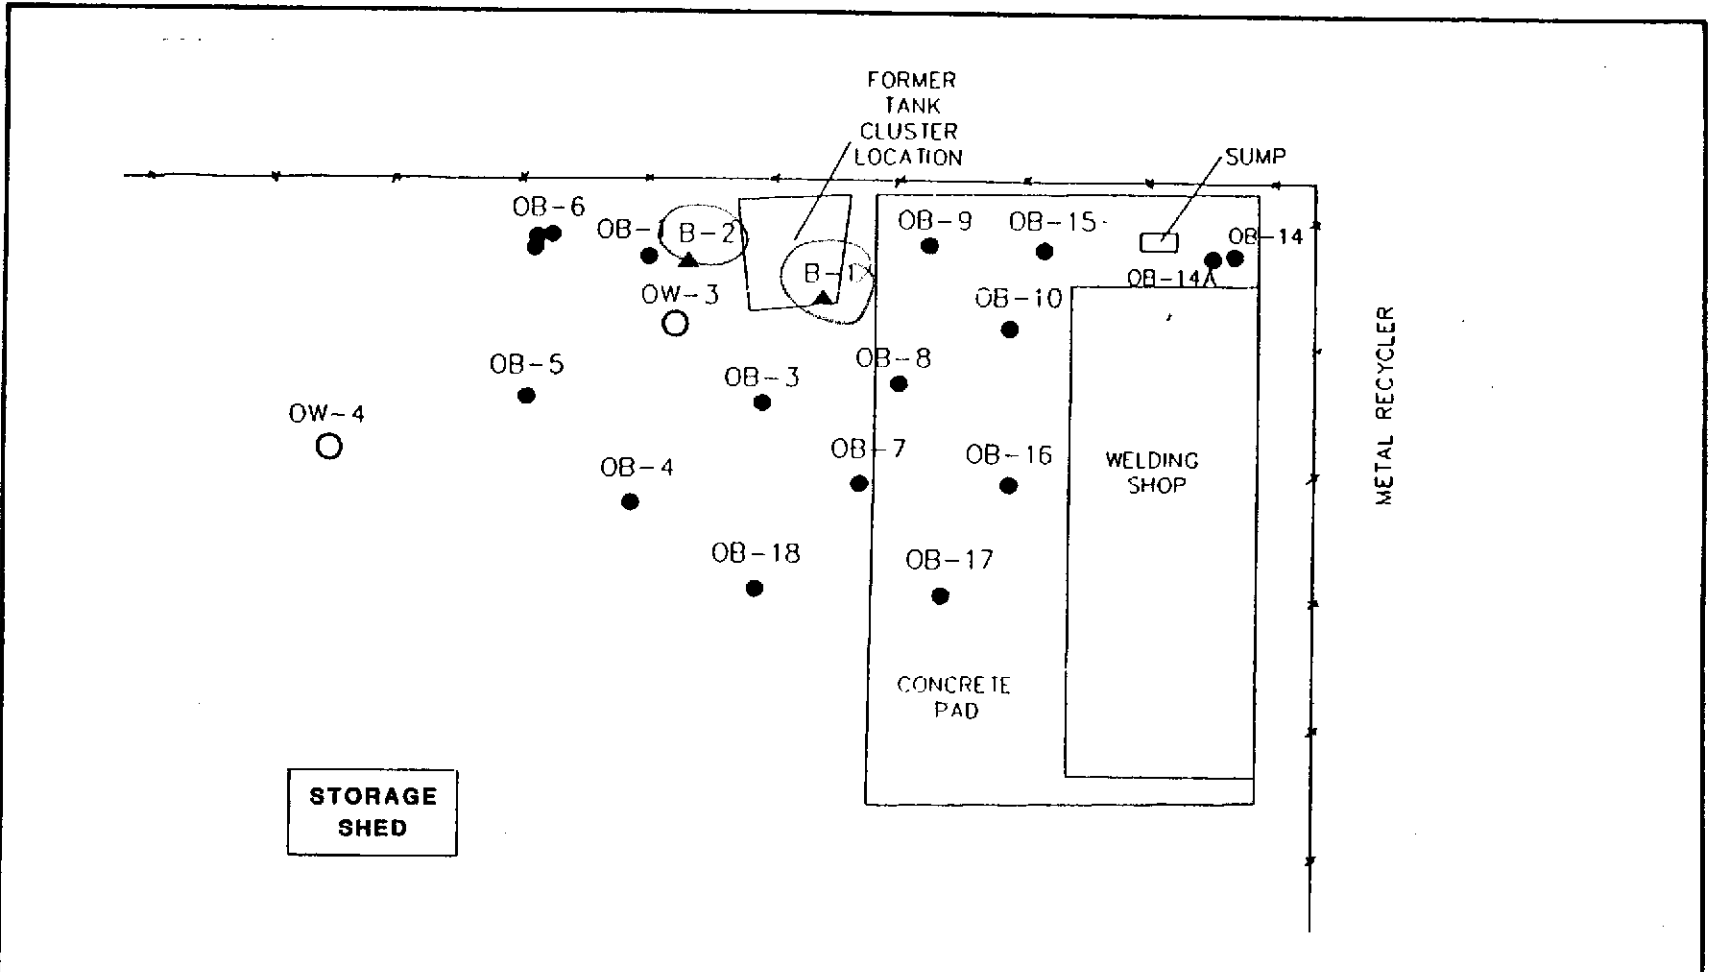 FORMER
TANK
CLUSTER
LOCATION
SUMP
OB-6
OB-1
B-2
OB-9
OB-15
OB-14
B-1
OB-14A
OW-3
OB-10
OB-8
OB-5
OB-3
OW-4
OB-7
OB-16
OB-4
WELDING
SHOP
METAL RECYCLER
OB-18
OB-17
CONCRETE
PAD
STORAGE
SHED